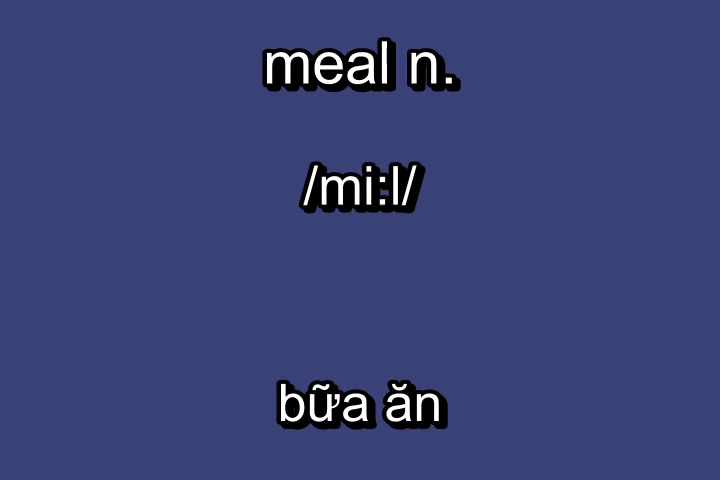 meal n.
/mi:l/
bữa ăn